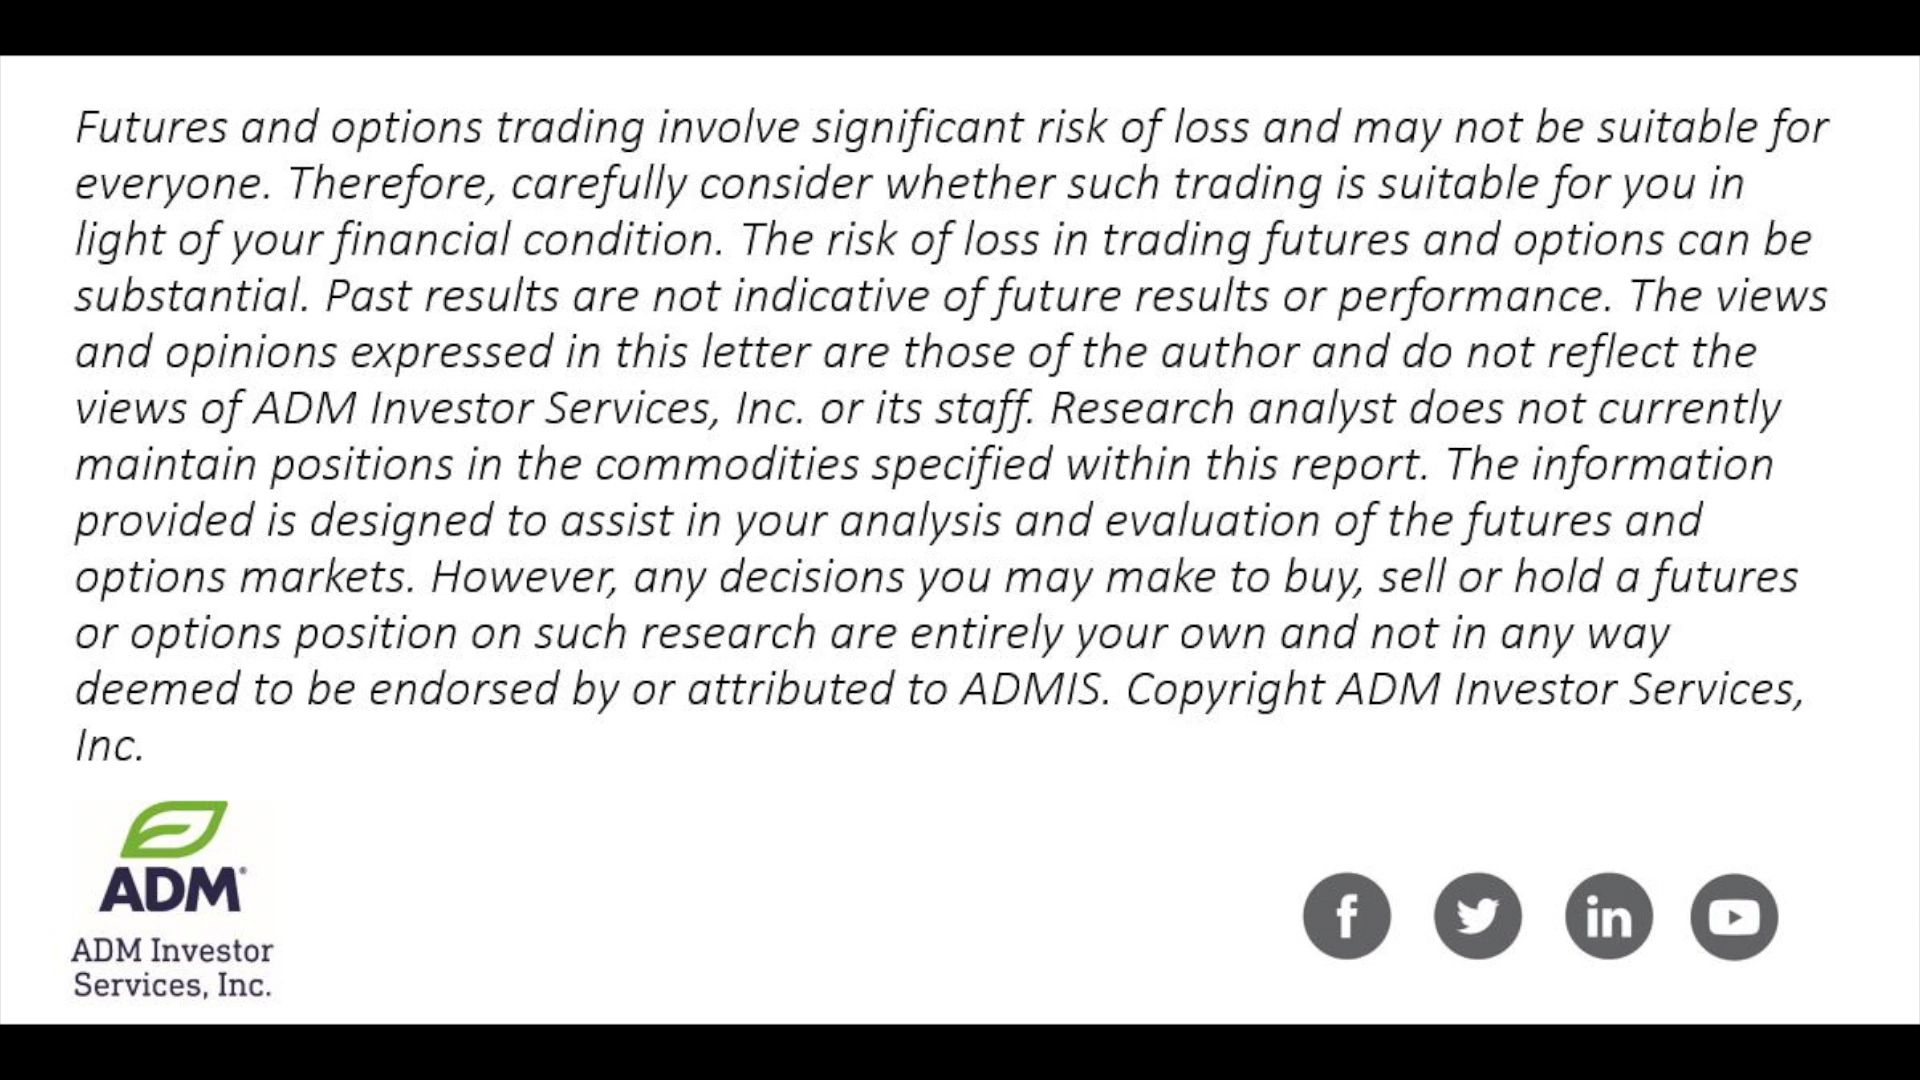 Futures and options trading involve significant risk of loss and may not be suitable for
everyone. Therefore, carefully consider whether such trading is suitable for you in
light of your financial condition. The risk of loss in trading futures and options can be
substantial. Past results are not indicative of future results or performance. The views
and opinions expressed in this letter are those of the author and do not reflect the
views of ADM Investor Services, Inc. or its staff. Research analyst does not currently
maintain positions in the commodities specified within this report. The information
provided is designed to assist in your analysis and evaluation of the futures and
options markets. However, any decisions you may make to buy, sell or hold a futures
or options position on such research are entirely your own and not in any way
deemed to be endorsed by or attributed to ADMIS. Copyright ADM Investor Services,
Inc.
ADM®
ADM Investor
Services, Inc.
f in